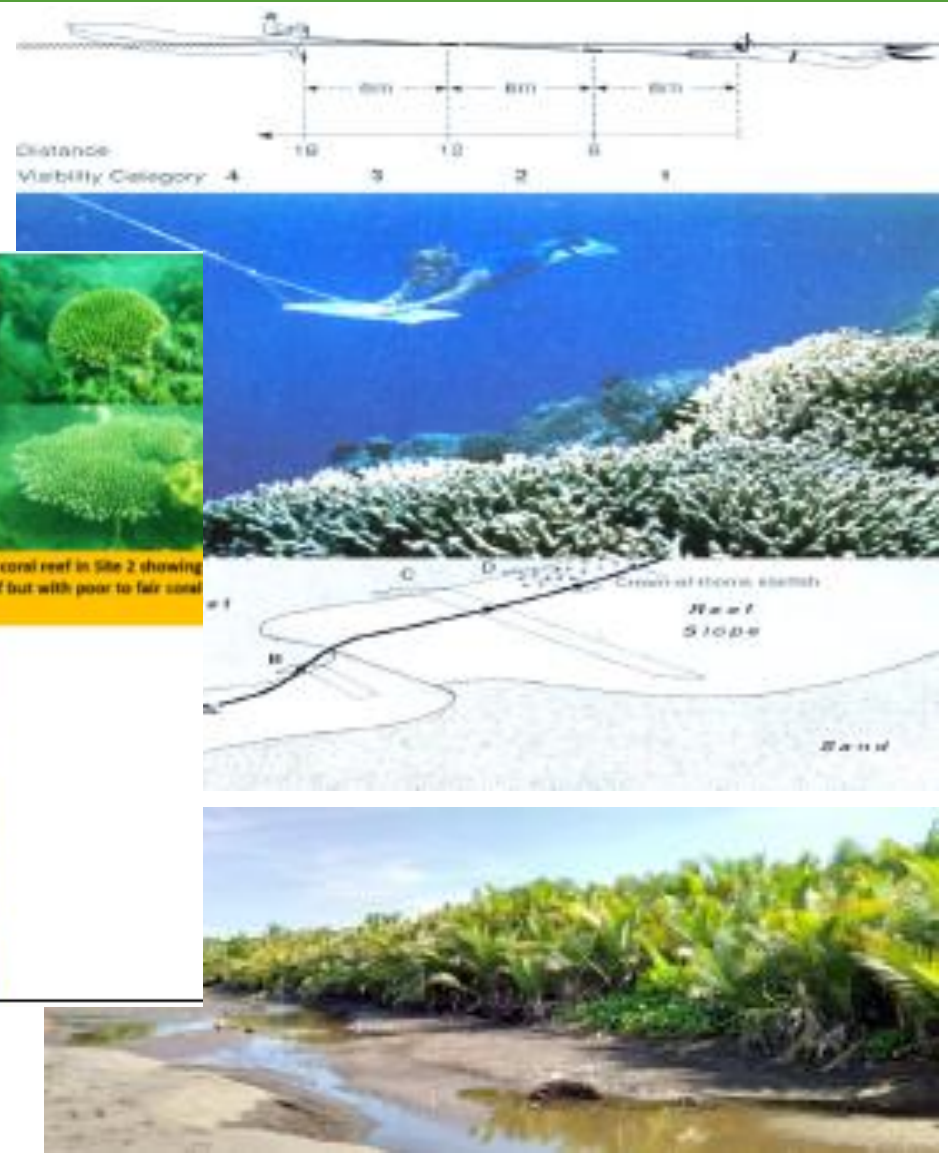 6m 6m 6m
Distance 18 12 6
Visibility Category 4 3 2 1
coral reef in Site 2 showing
f but with poor to fair coral
C D Crown of thorns starfish
Reef
Slope
B
Sand